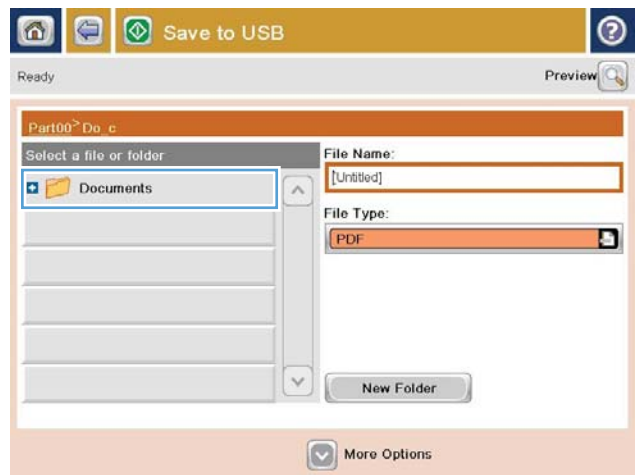 Save to USB
Ready
Preview
Part00>Do_c
Select a file or folder
File Name:
Documents
[Untitled]
File Type:
PDF
New Folder
More Options